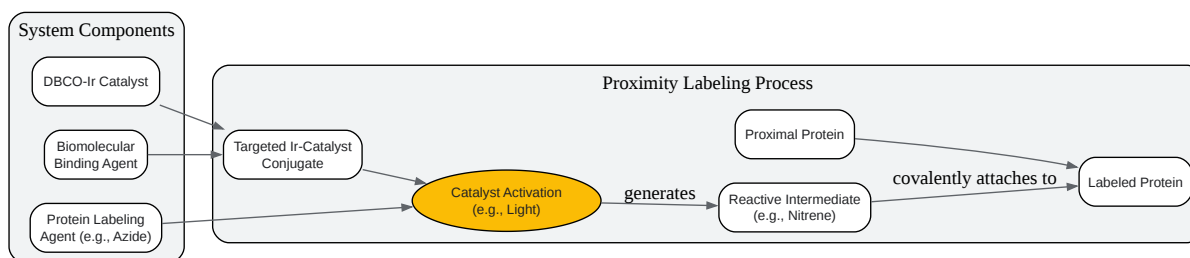 System Components
DBCO-Ir Catalyst
Biomolecular
Binding Agent
Protein Labeling
Agent (e.g., Azide)
Proximity Labeling Process
Targeted Ir-Catalyst
Conjugate
Catalyst Activation
(e.g., Light)
generates
Proximal Protein
Reactive Intermediate
(e.g., Nitrene)
covalently attaches to
Labeled Protein